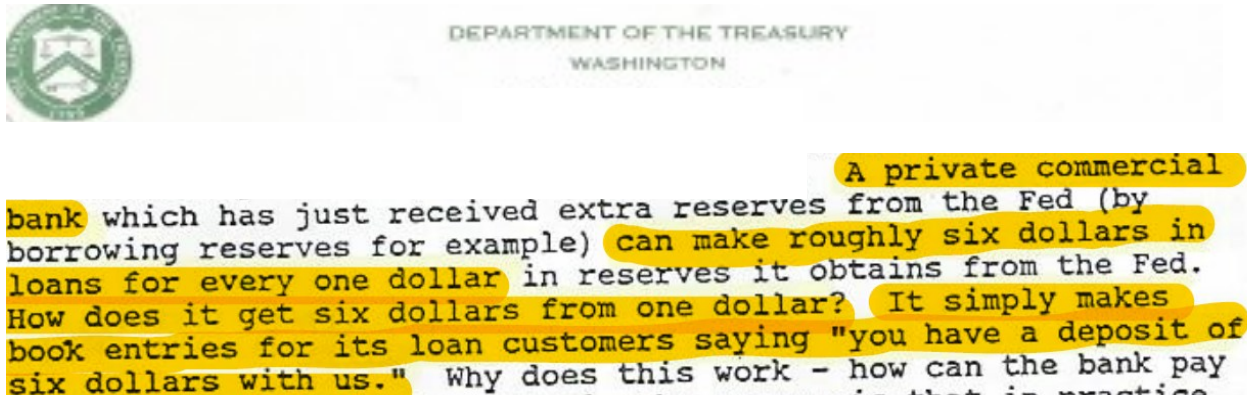 DEPARTMENT OF THE TREASURY
WASHINGTON
A private commercial
bank which has just received extra reserves from the Fed (by
borrowing reserves for example) can make roughly six dollars in
loans for every one dollar in reserves it obtains from the Fed.
How does it get six dollars from one dollar? It simply makes
book entries for its loan customers saying "you have a deposit of
six dollars with us." Why does this work - how can the bank pay
is that in practice